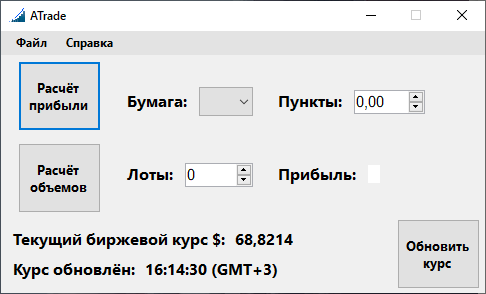 ATrade
Файл Справка
Расчёт
прибыли
Бумага:
Пункты: 0,00
Расчёт
объемов
Лоты: 0
Прибыль:
Текущий биржевой курс $: 68,8214
Курс обновлён: 16:14:30 (GMT+3)
Обновить
курс